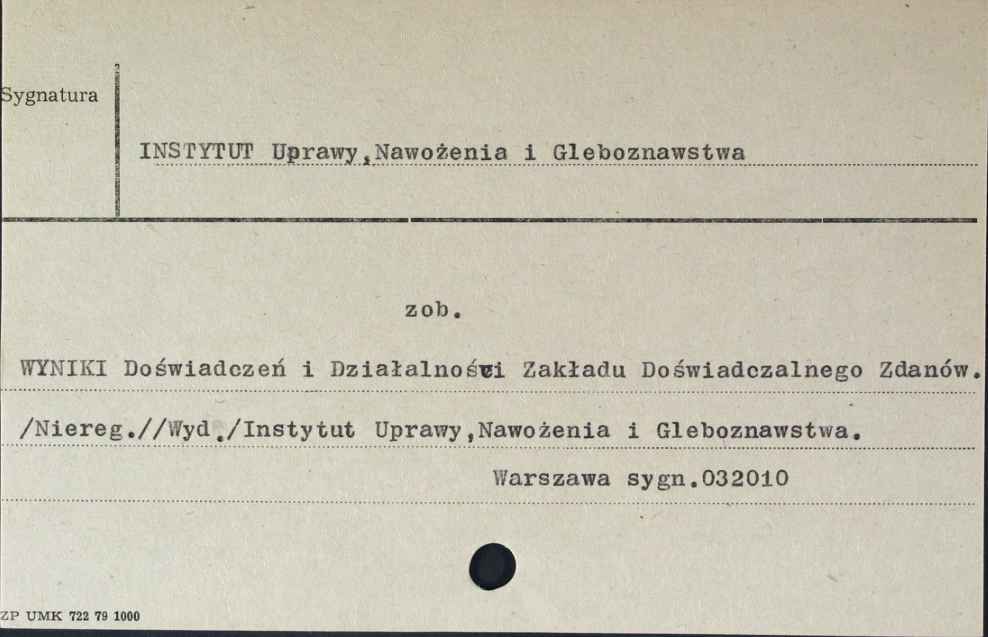 Sygnatura
INSTYTUT Uprawy,Nawożenia i Gleboznawstwa
zob.
WYNIKI Doświadczeń i Działalności Zakładu Doświadczalnego Zdanów.
/Niereg.//Wyd./Instytut Uprawy,Nawożenia i Gleboznawstwa.
Warszawa sygn.032010
ZP UMK 722 79 1000